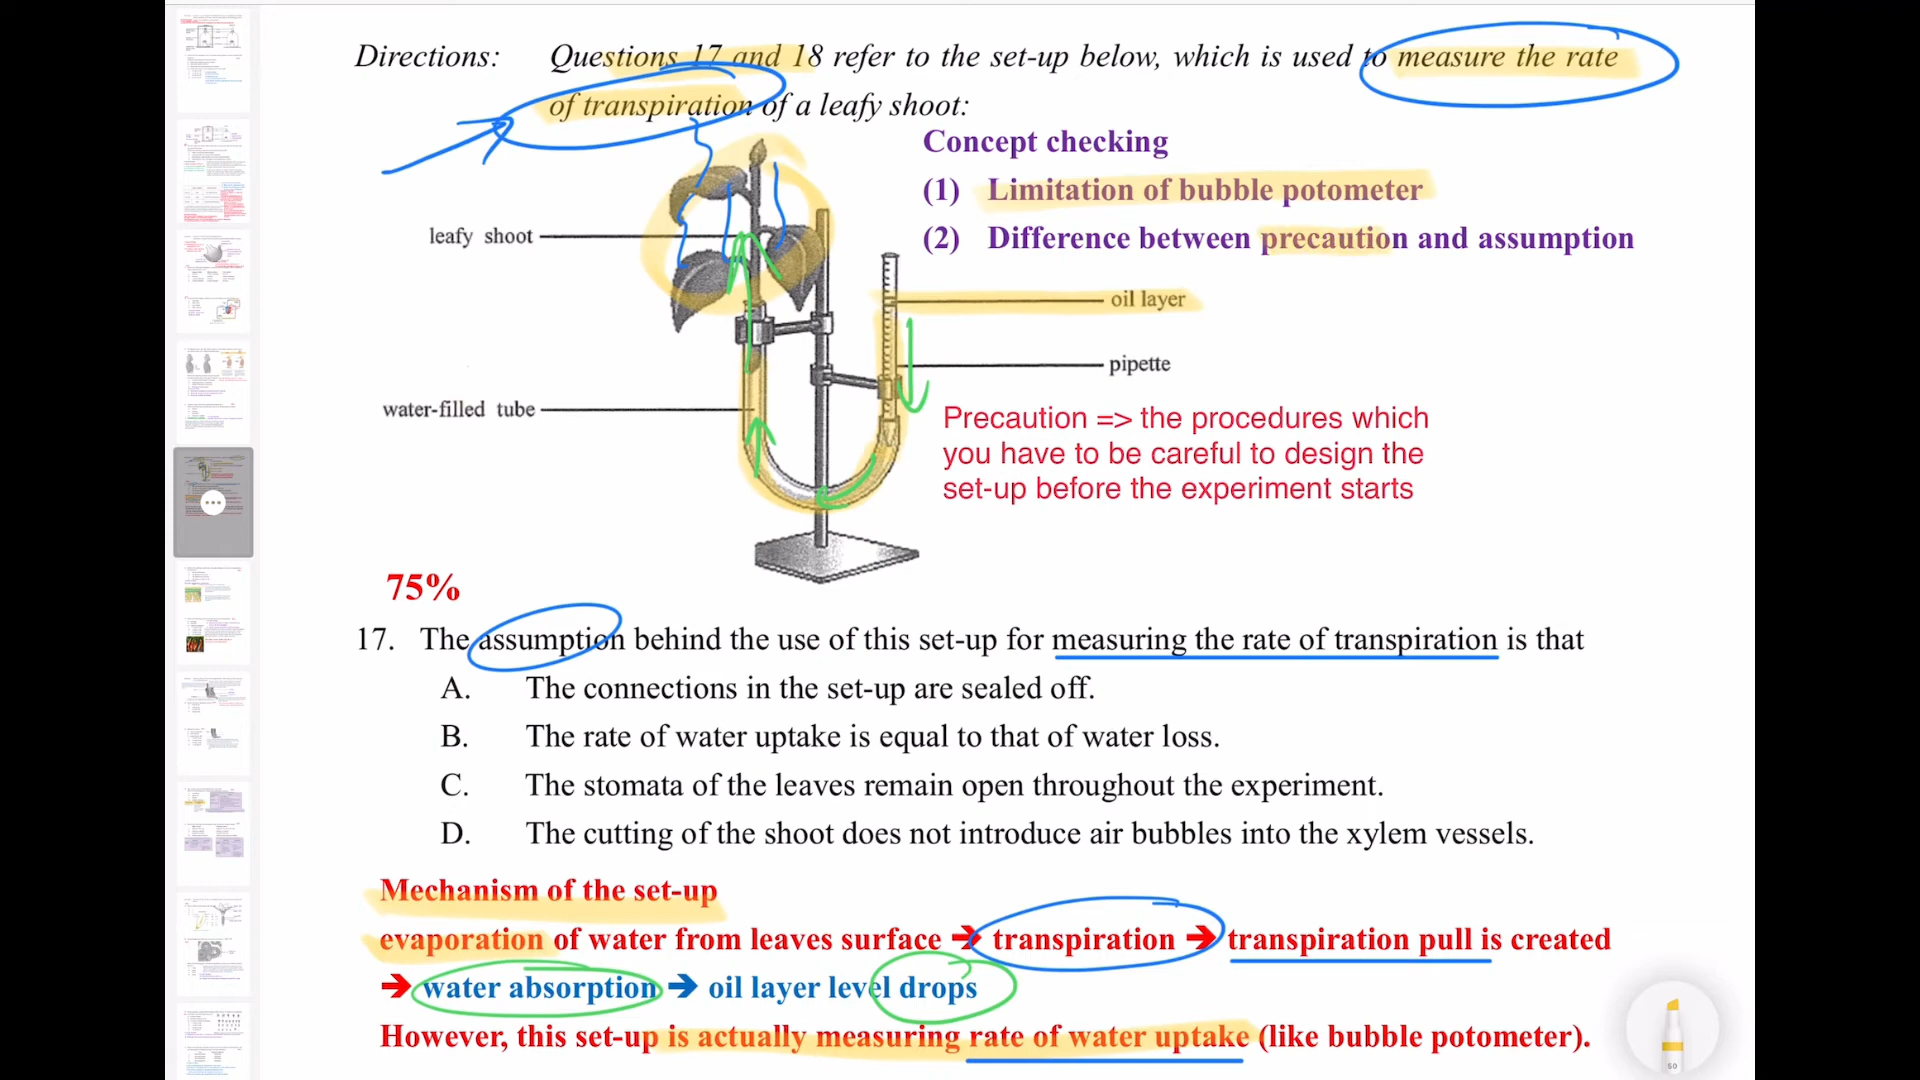 Directions: Questions 17 and 18 refer to the set-up below, which is used to measure the rate
of transpiration of a leafy shoot:
Concept checking
(1) Limitation of bubble potometer
(2) Difference between precaution and assumption
leafy shoot
oil layer
pipette
water-filled tube
Precaution => the procedures which
you have to be careful to design the
set-up before the experiment starts
75%
17. The assumption behind the use of this set-up for measuring the rate of transpiration is that
A. The connections in the set-up are sealed off.
B. The rate of water uptake is equal to that of water loss.
C. The stomata of the leaves remain open throughout the experiment.
D. The cutting of the shoot does not introduce air bubbles into the xylem vessels.
Mechanism of the set-up
evaporation of water from leaves surface ➔ transpiration ➔ transpiration pull is created
➔ water absorption ➔ oil layer level drops
However, this set-up is actually measuring rate of water uptake (like bubble potometer).
50